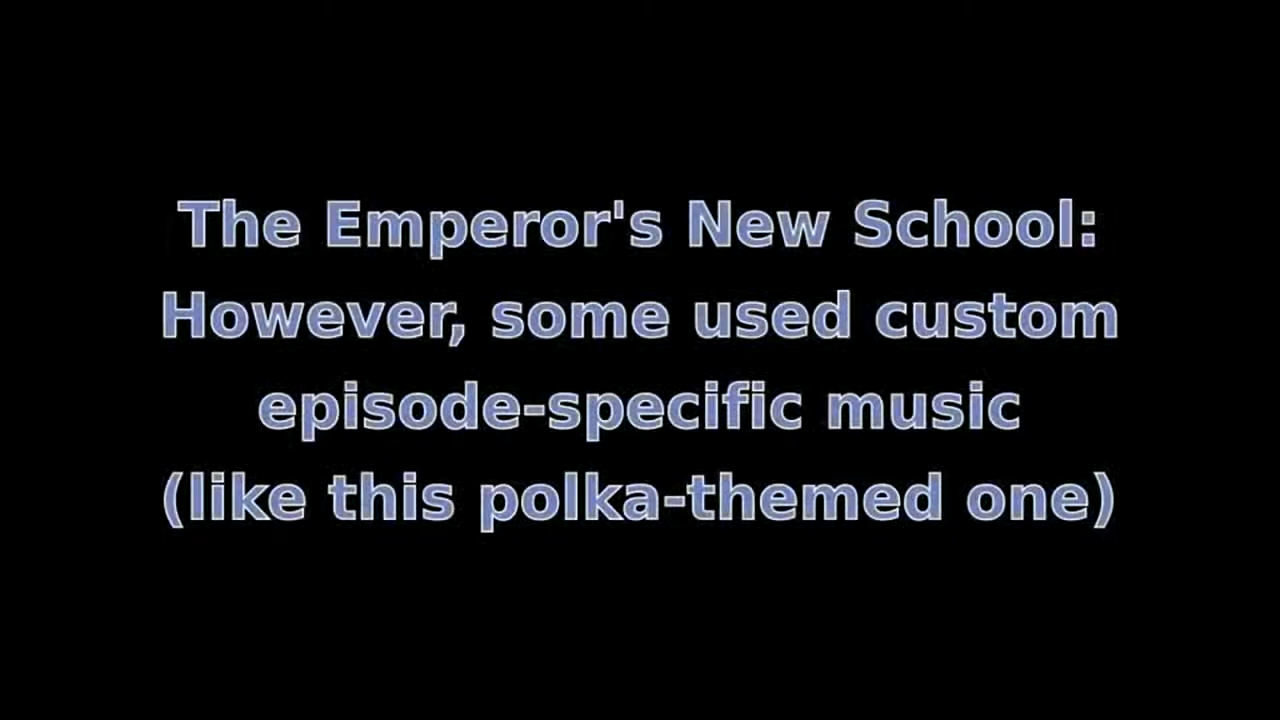 The Emperor's New School:
However, some used custom
episode-specific music
(like this polka-themed one)